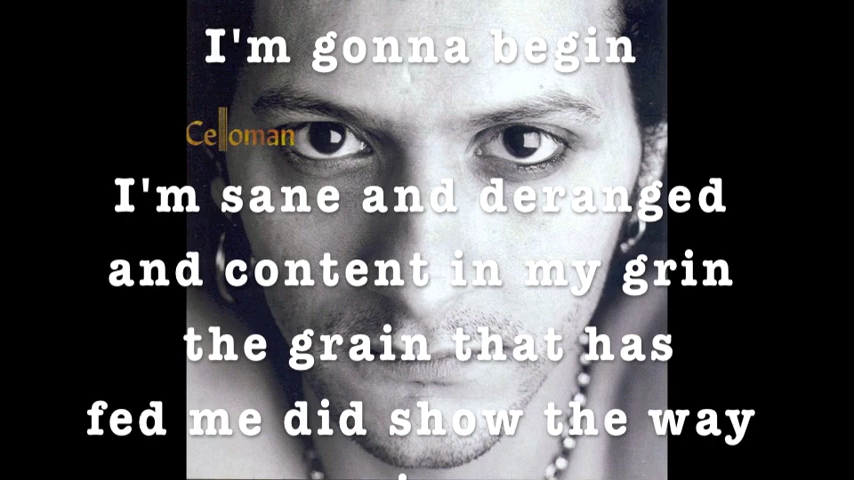 I'm gonna begin
Celloman
I'm sane and deranged
and content in my grin
the grain that has
fed me did show the way